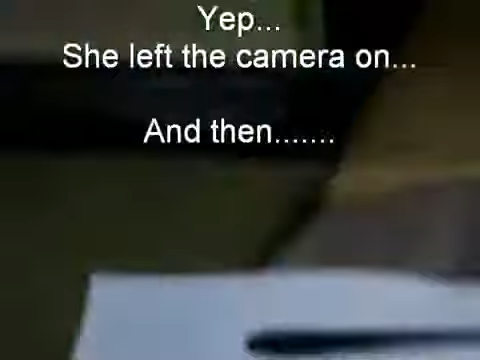 Yep...
She left the camera on...
And then.......